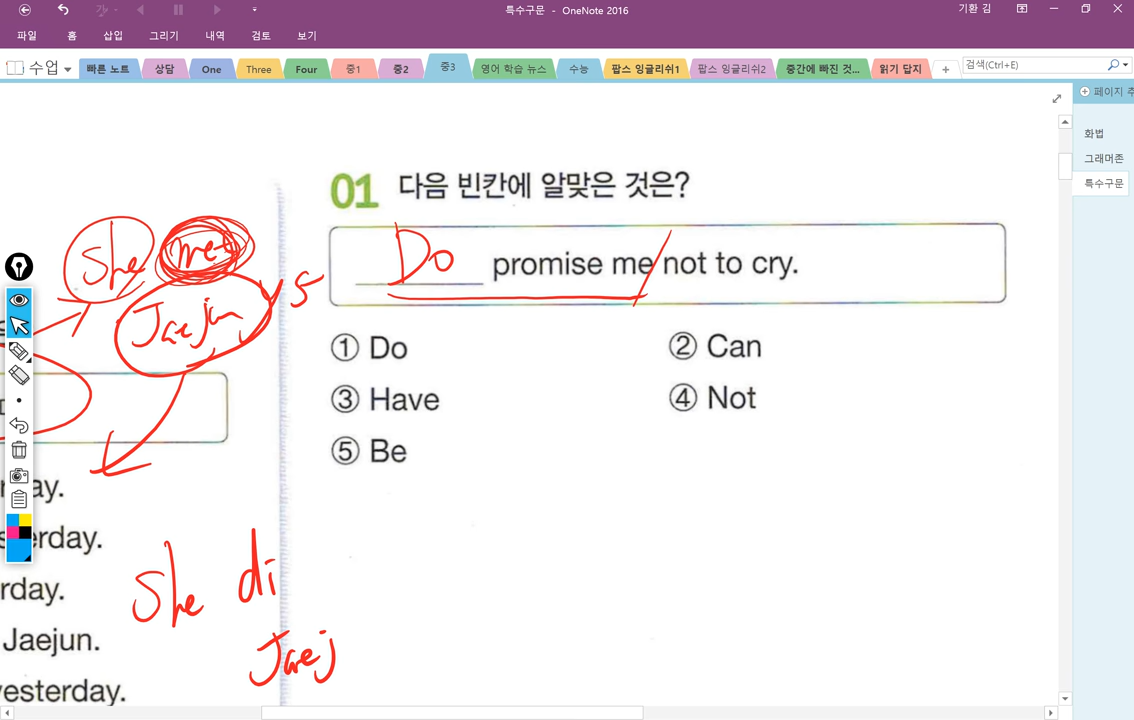 특수구문 - OneNote 2016
기환 김
파일 홈 삽입 그리기 내역 검토 보기
수업 빠른 노트 상담 One Three Four 중1 중2 중3 영어 학습 뉴스 수능 팝스 잉글리쉬1 팝스 잉글리쉬2 중간에 빠진 것... 읽기 답지 검색(Ctrl+E)
페이지 추
화법
그래머존
특수구문
01 다음 빈칸에 알맞은 것은?
Do promise me not to cry.
① Do ② Can
③ Have ④ Not
⑤ Be
She met
Jaejun
ay.
sterday.
rday.
Jaejun.
yesterday.
She di
Jaej